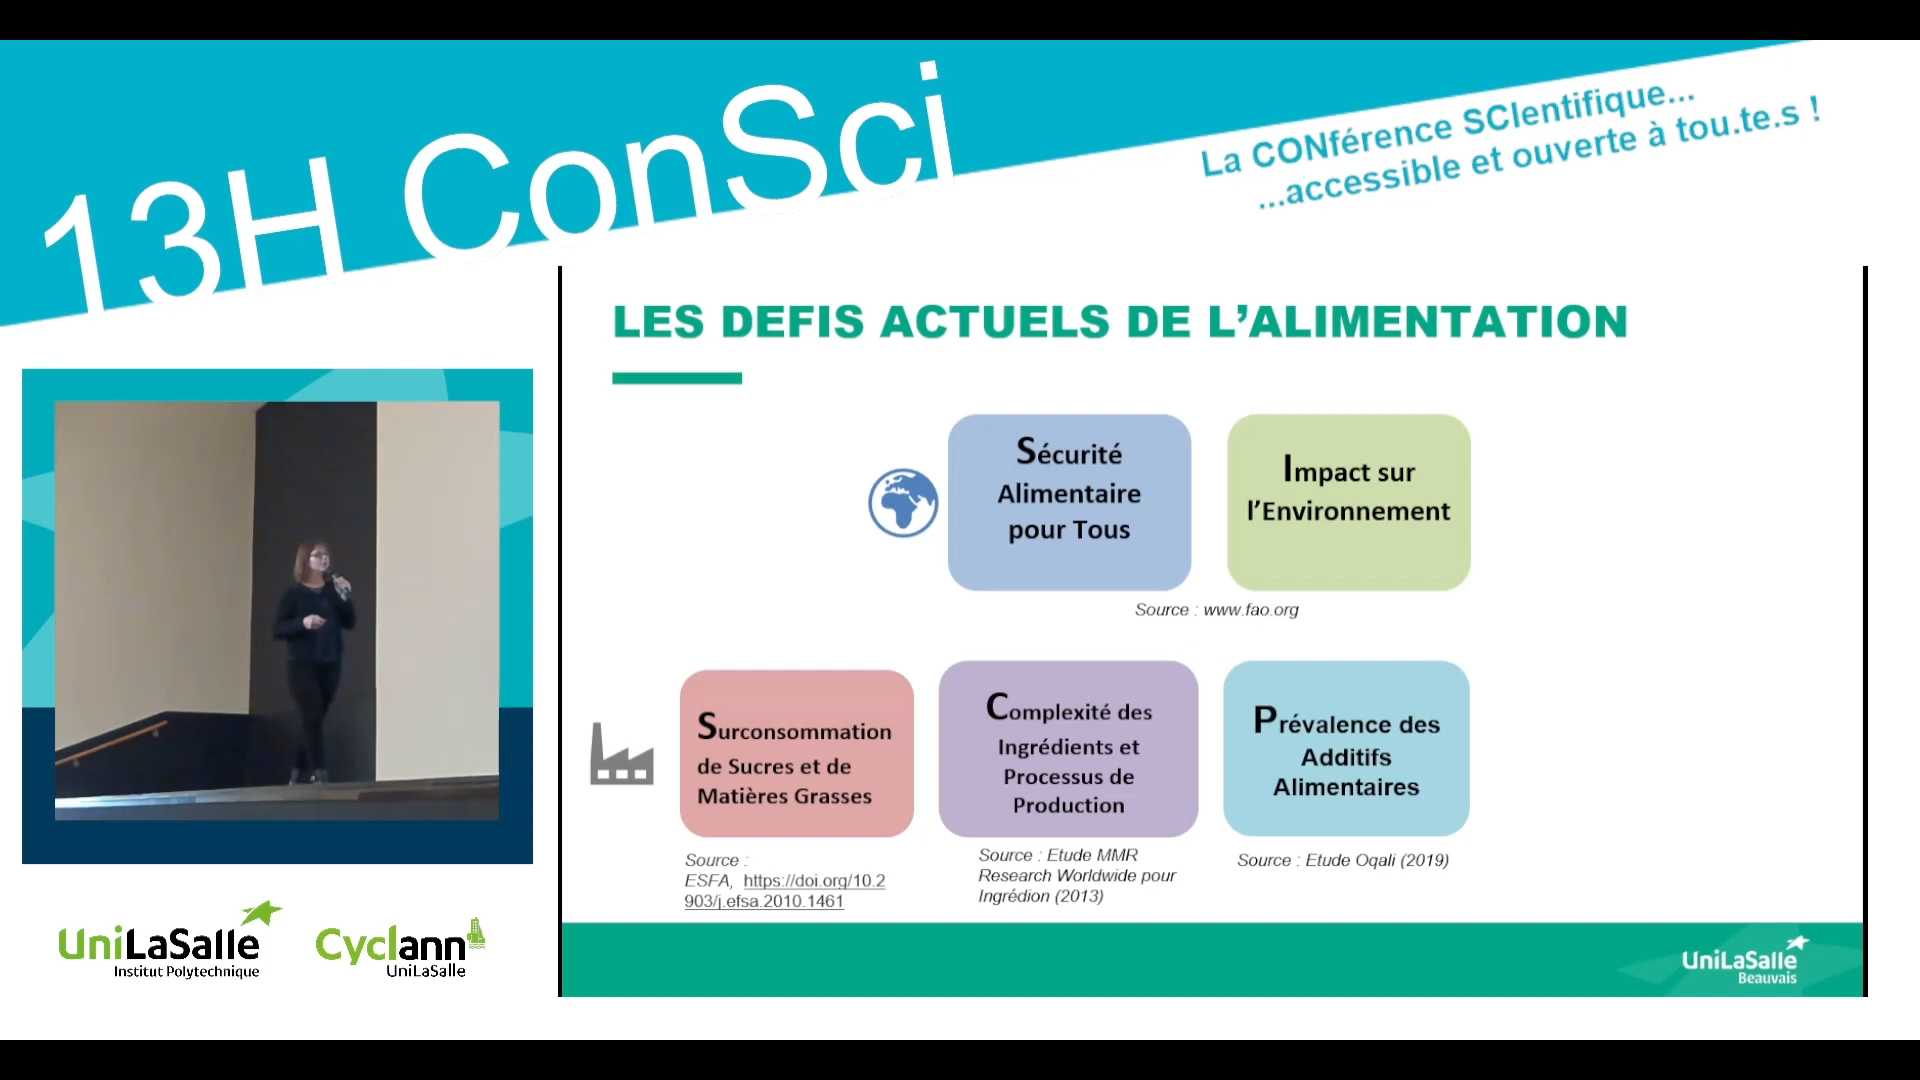 13H ConSci
La CONférence SCIentifique...
...accessible et ouverte à tou.te.s !
LES DEFIS ACTUELS DE L’ALIMENTATION
Sécurité
Alimentaire
pour Tous
Impact sur
l’Environnement
Source : www.fao.org
Surconsommation
de Sucres et de
Matières Grasses
Complexité des
Ingrédients et
Processus de
Production
Prévalence des
Additifs
Alimentaires
Source :
ESFA, https://doi.org/10.2
903/j.efsa.2010.1461
Source : Etude MMR
Research Worldwide pour
Ingrédion (2013)
Source : Etude Oqali (2019)
UniLaSalle
Institut Polytechnique
Cyclann
UniLaSalle
UniLaSalle
Beauvais